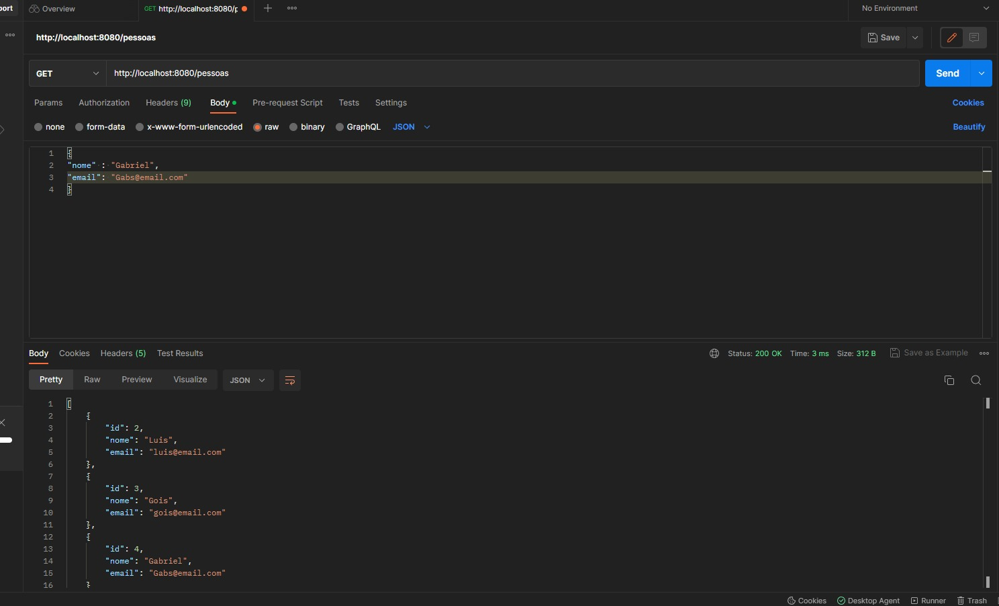 port Overview GET http://localhost:8080/p No Environment
http://localhost:8080/pessoas Save
GET http://localhost:8080/pessoas Send
Params Authorization Headers (9) Body Pre-request Script Tests Settings Cookies
none form-data x-www-form-urlencoded raw binary GraphQL JSON Beautify
1 {
2 "nome" : "Gabriel",
3 "email": "Gabs@email.com"
4 }
Body Cookies Headers (5) Test Results Status: 200 OK Time: 3 ms Size: 312 B Save as Example
Pretty Raw Preview Visualize JSON
1 [
2 {
3 "id": 2,
4 "nome": "Luis",
5 "email": "luis@email.com"
6 },
7 {
8 "id": 3,
9 "nome": "Gois",
10 "email": "gois@email.com"
11 },
12 {
13 "id": 4,
14 "nome": "Gabriel",
15 "email": "Gabs@email.com"
16 }
Cookies Desktop Agent Runner Trash